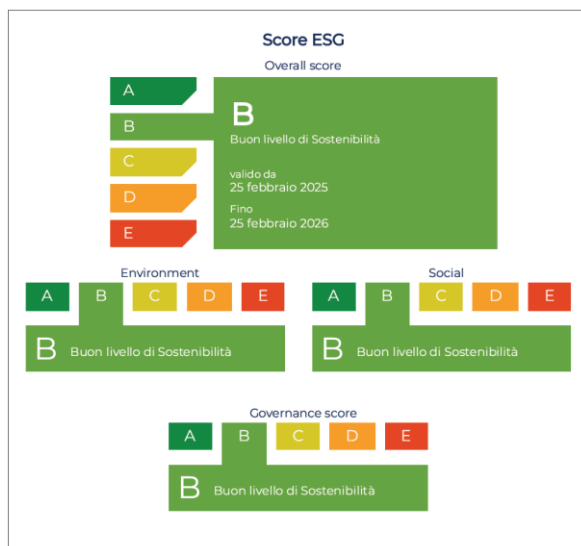 Score ESG
Overall score
A
B
C
D
E
B
Buon livello di Sostenibilità
valido da
25 febbraio 2025
Fino
25 febbraio 2026
Environment
A B C D E
B Buon livello di Sostenibilità
Social
A B C D E
B Buon livello di Sostenibilità
Governance score
A B C D E
B Buon livello di Sostenibilità